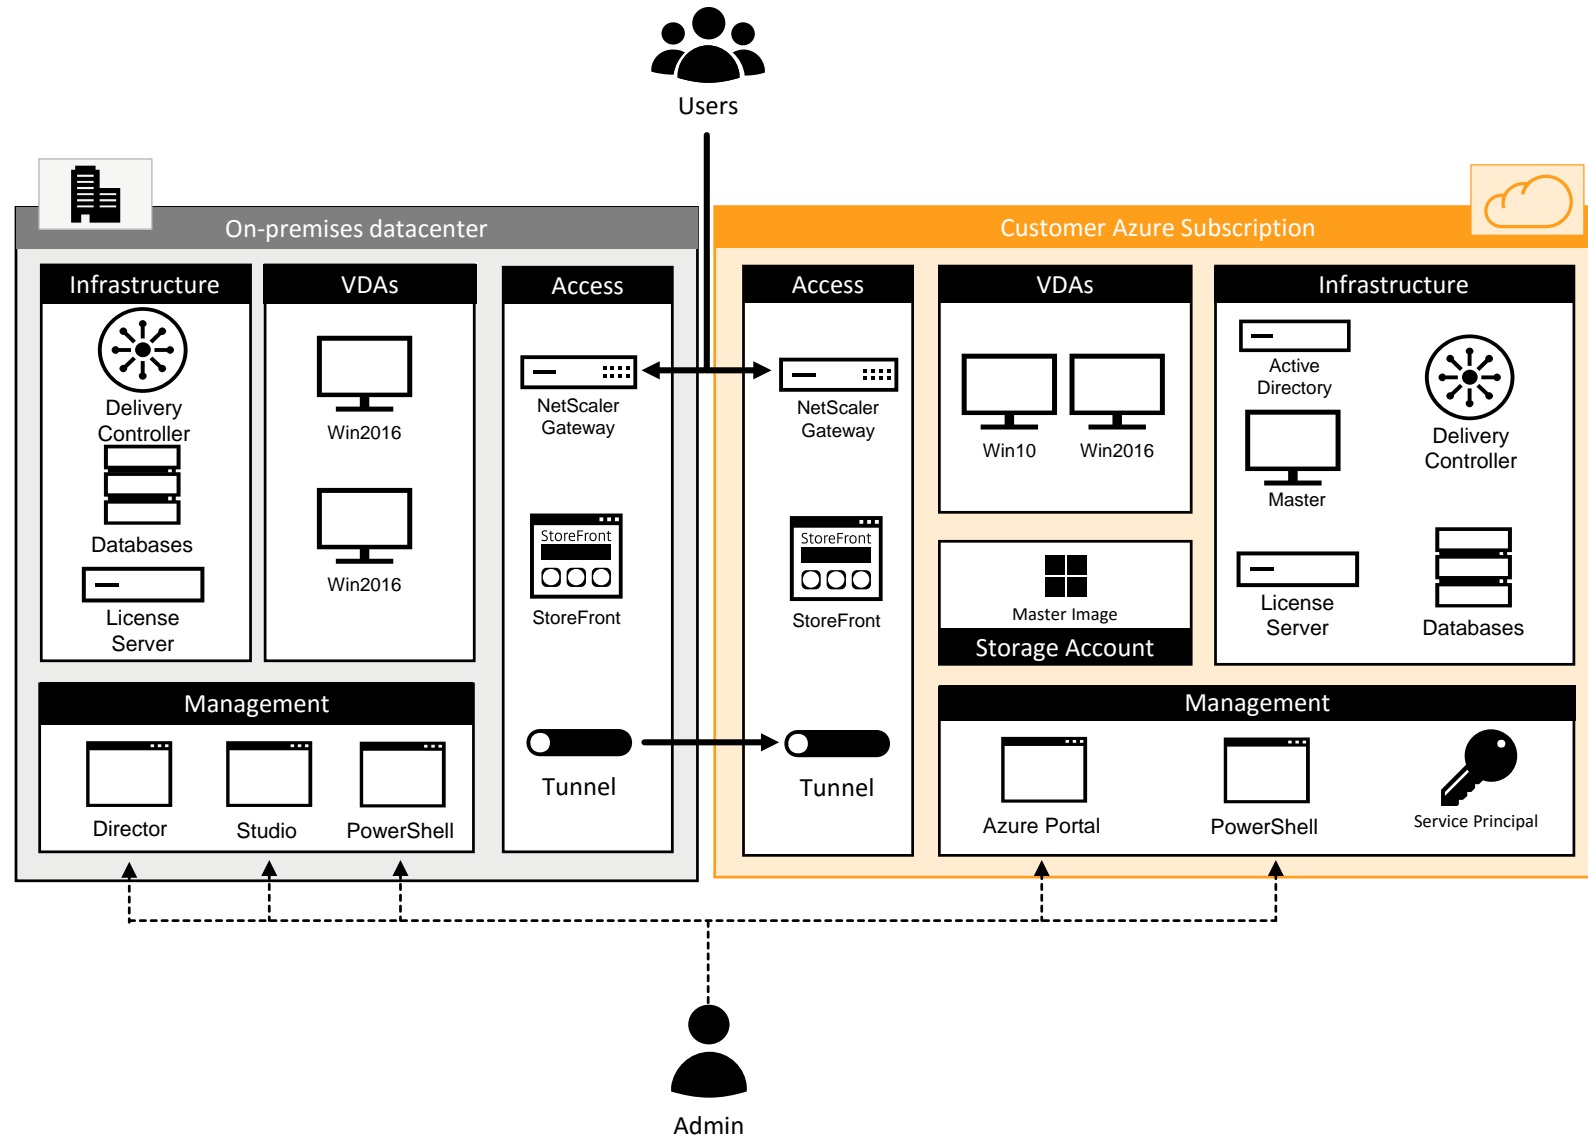 Users
On-premises datacenter
Infrastructure
Delivery
Controller
Databases
License
Server
VDAs
Win2016
Win2016
Access
NetScaler
Gateway
StoreFront
StoreFront
Tunnel
Management
Director
Studio
PowerShell
Customer Azure Subscription
Access
NetScaler
Gateway
StoreFront
StoreFront
Tunnel
VDAs
Win10
Win2016
Master Image
Storage Account
Infrastructure
Active
Directory
Master
License
Server
Delivery
Controller
Databases
Management
Azure Portal
PowerShell
Service Principal
Admin